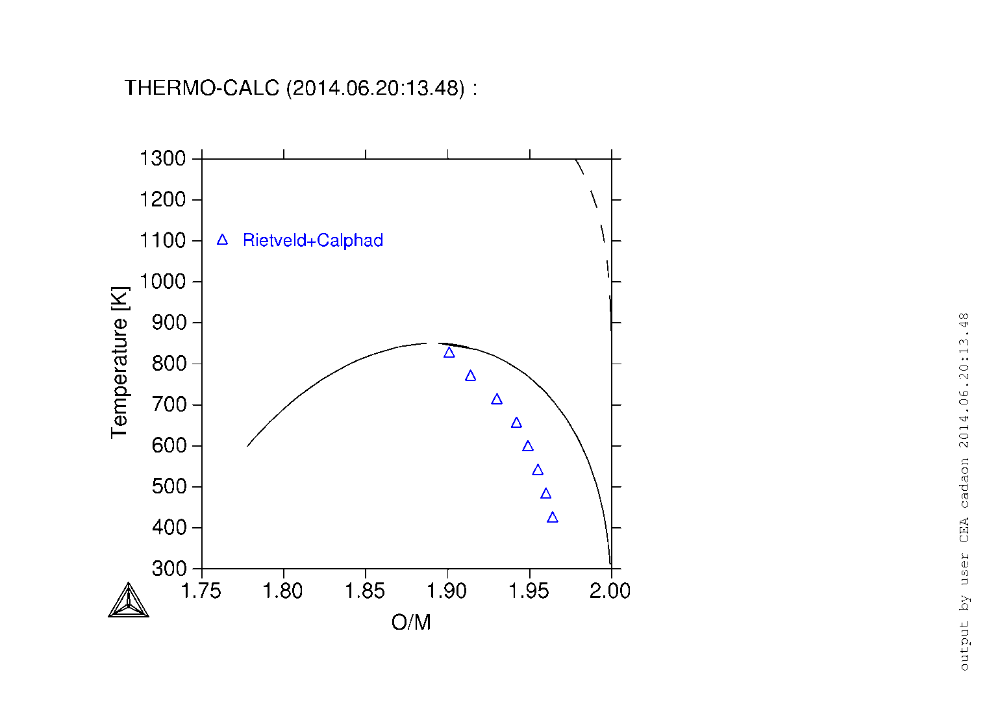 THERMO-CALC (2014.06.20:13.48) :
1300
1200
1100
1000
900
800
700
600
500
400
300
Temperature [K]
Rietveld+Calphad
1.75 1.80 1.85 1.90 1.95 2.00
O/M
output by user CEA cadaon 2014.06.20:13.48